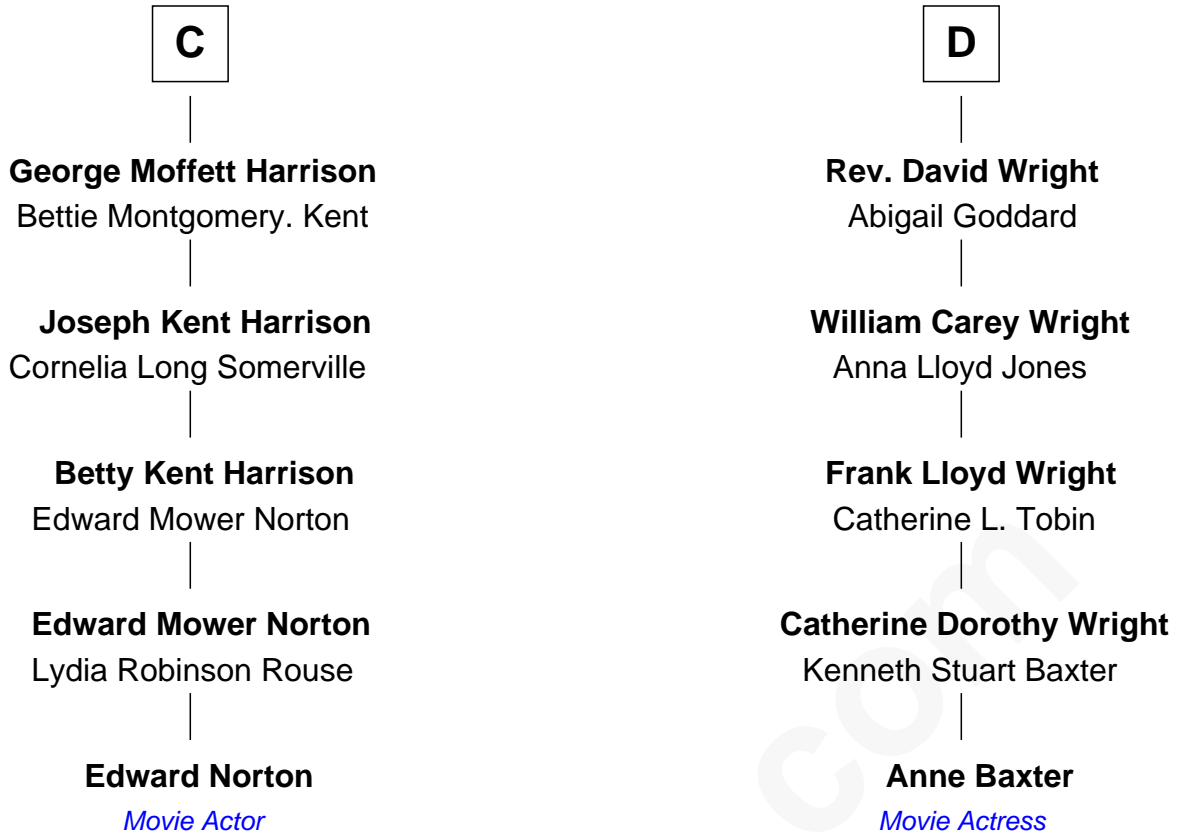 C
George Moffett Harrison
Bettie Montgomery. Kent
Joseph Kent Harrison
Cornelia Long Somerville
Betty Kent Harrison
Edward Mower Norton
Edward Mower Norton
Lydia Robinson Rouse
Edward Norton
Movie Actor
D
Rev. David Wright
Abigail Goddard
William Carey Wright
Anna Lloyd Jones
Frank Lloyd Wright
Catherine L. Tobin
Catherine Dorothy Wright
Kenneth Stuart Baxter
Anne Baxter
Movie Actress
com